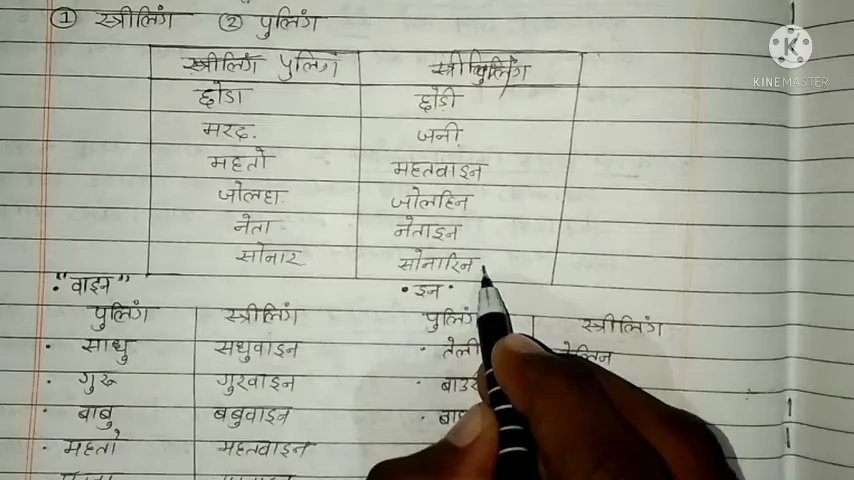 ① स्त्रीलिंग ② पुलिंग
पुलिंग
छोडा छोडी
मरद. जनी.
महतो महतवाइन
जोलहा जोलहिन
नेता नेताइन
सोनार सोनारिन
"वाइन" • इन •
पुलिंग स्त्रीलिंग पुलिंग स्त्रीलिंग
• साधु सधुवाइन • तेली
• गुरू गुरवाइन
• बाबु बबुवाइन
• महतो महतवाइन
KINEMASTER